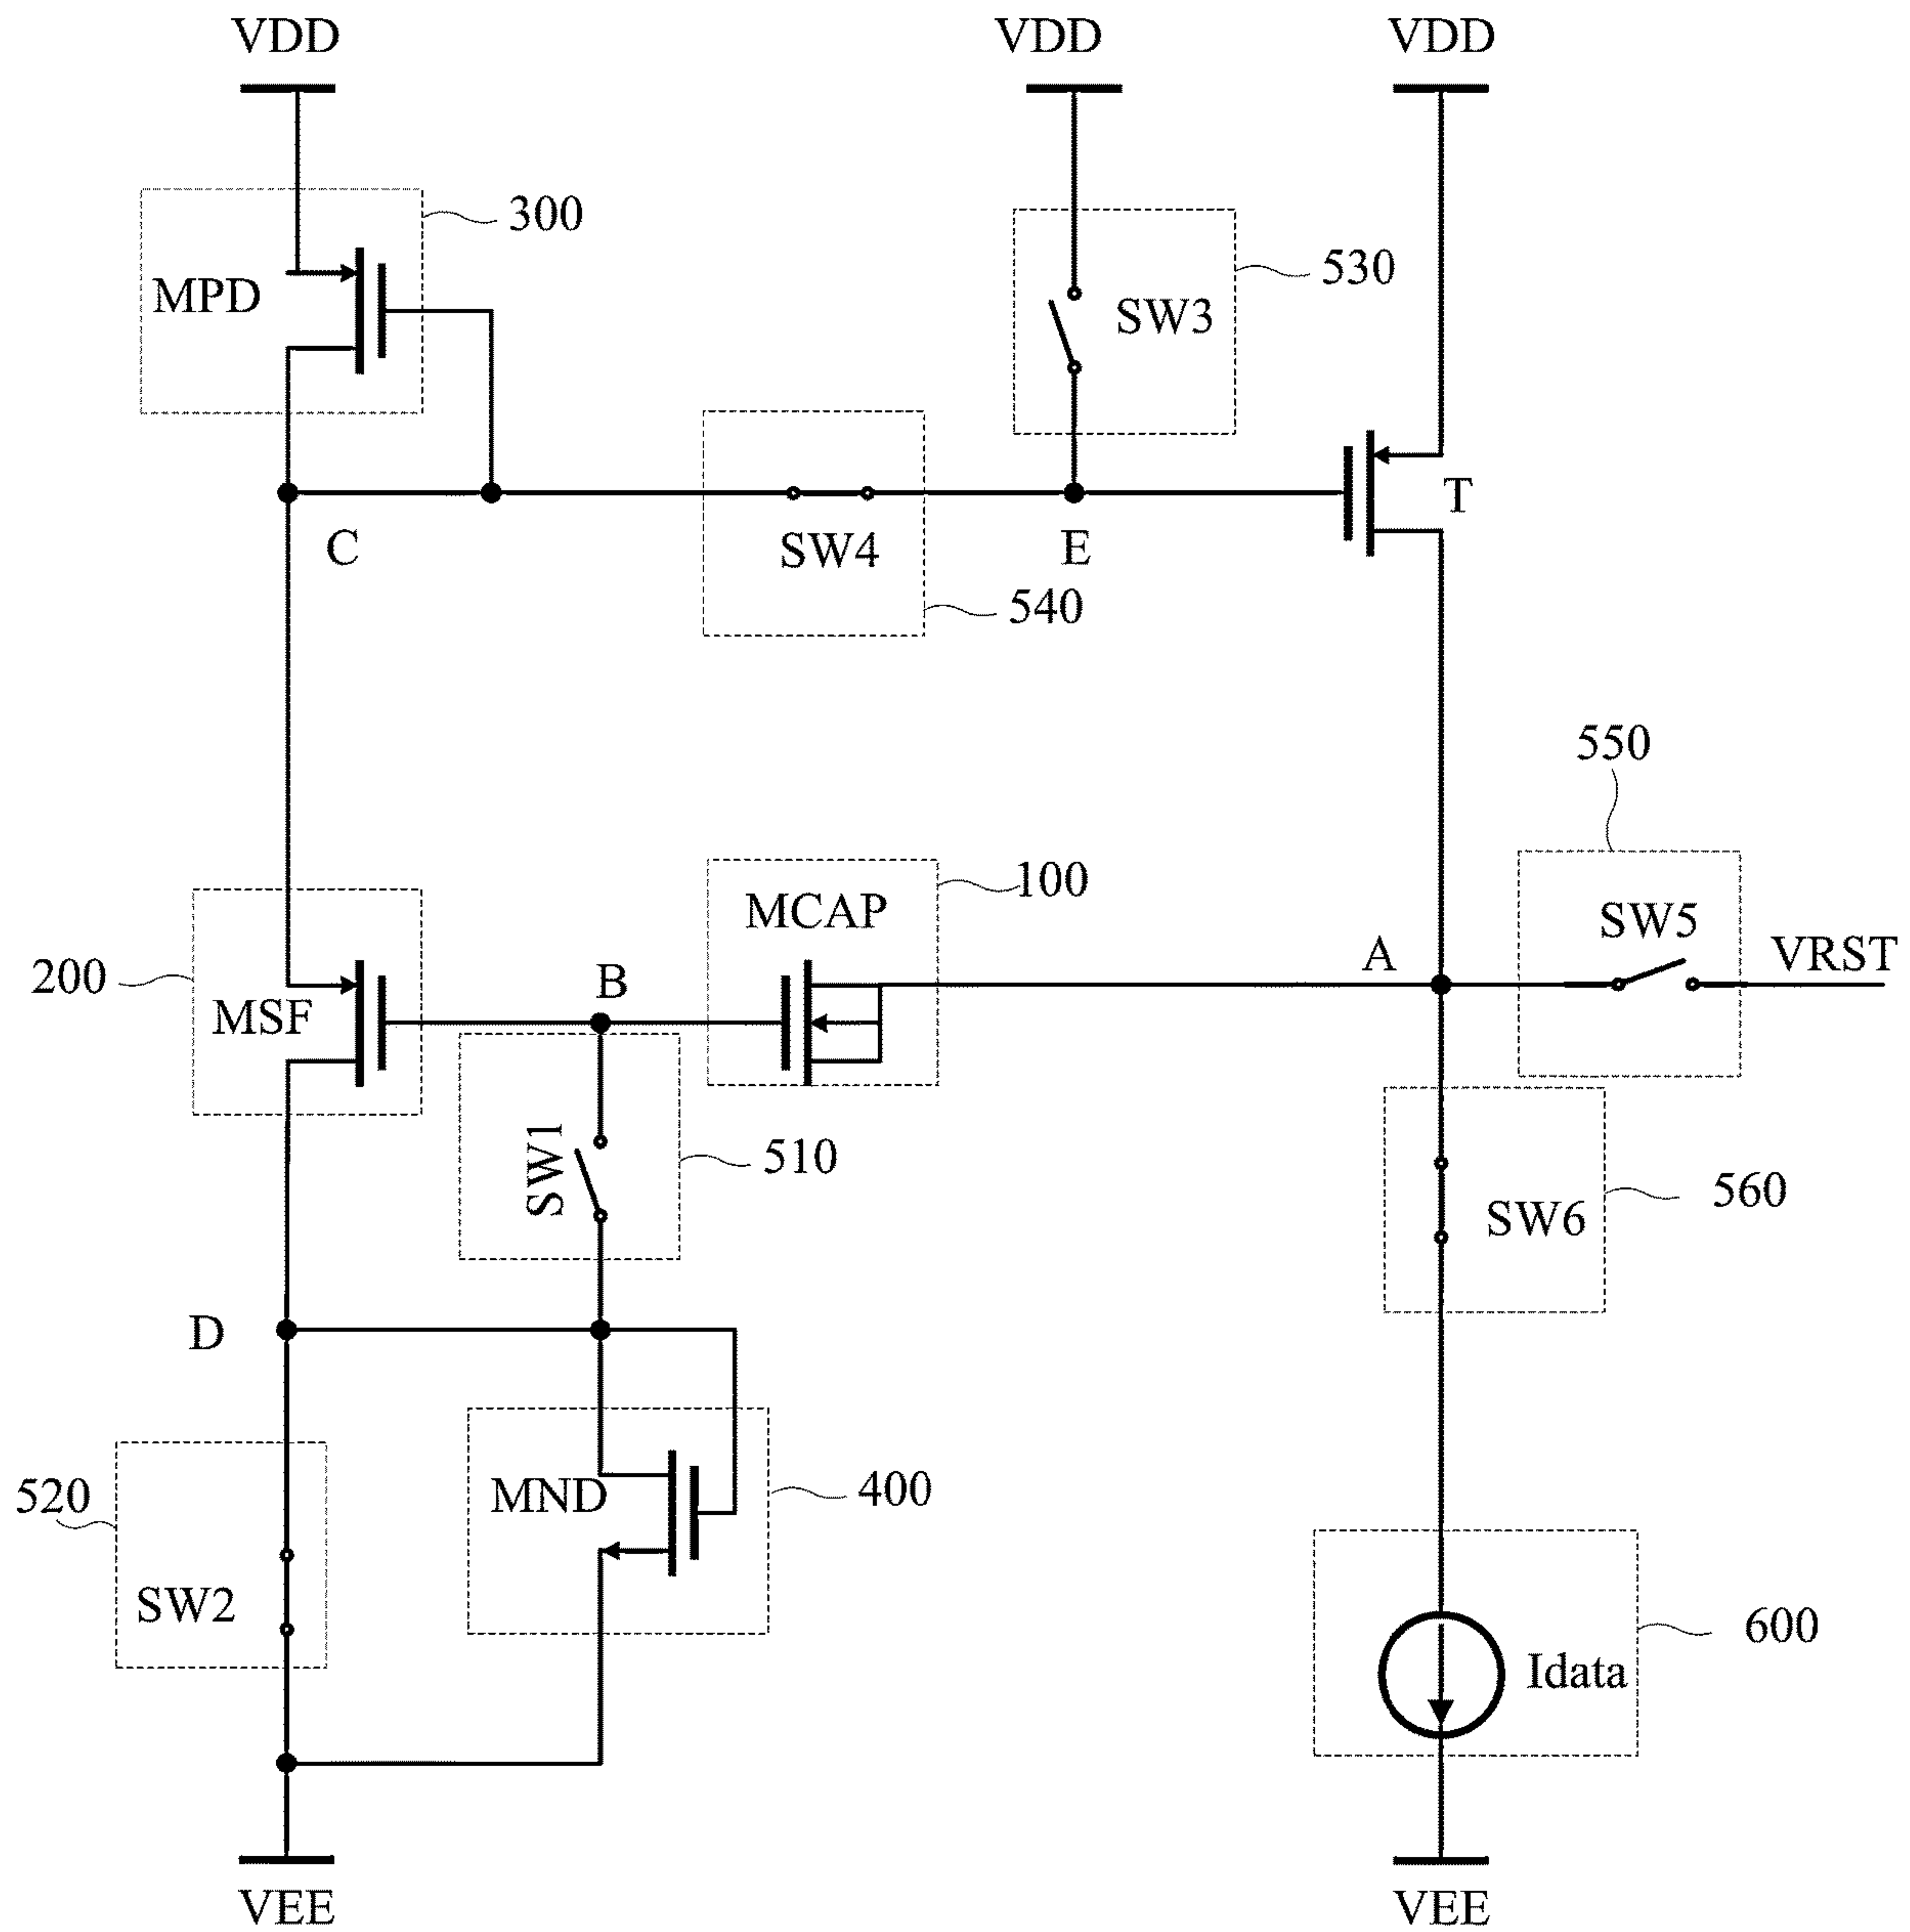 VDD
VDD
VDD
300
MPD
530
SW3
T
C
SW4
E
540
550
100
MCAP
SW5
A
VRST
200
B
MSF
SW1
510
560
SW6
D
520
MND
400
SW2
600
Idata
VEE
VEE